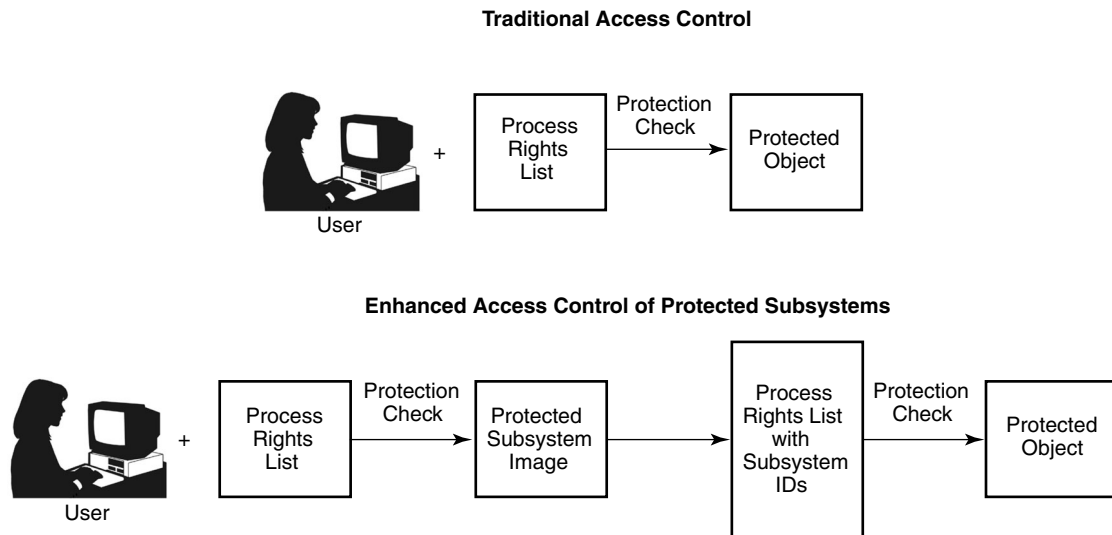 Traditional Access Control
Process
Rights
List
Protection
Check
Protected
Object
+
User
Enhanced Access Control of Protected Subsystems
Process
Rights
List
Protection
Check
Protected
Subsystem
Image
Process
Rights List
with
Subsystem
IDs
Protection
Check
Protected
Object
+
User